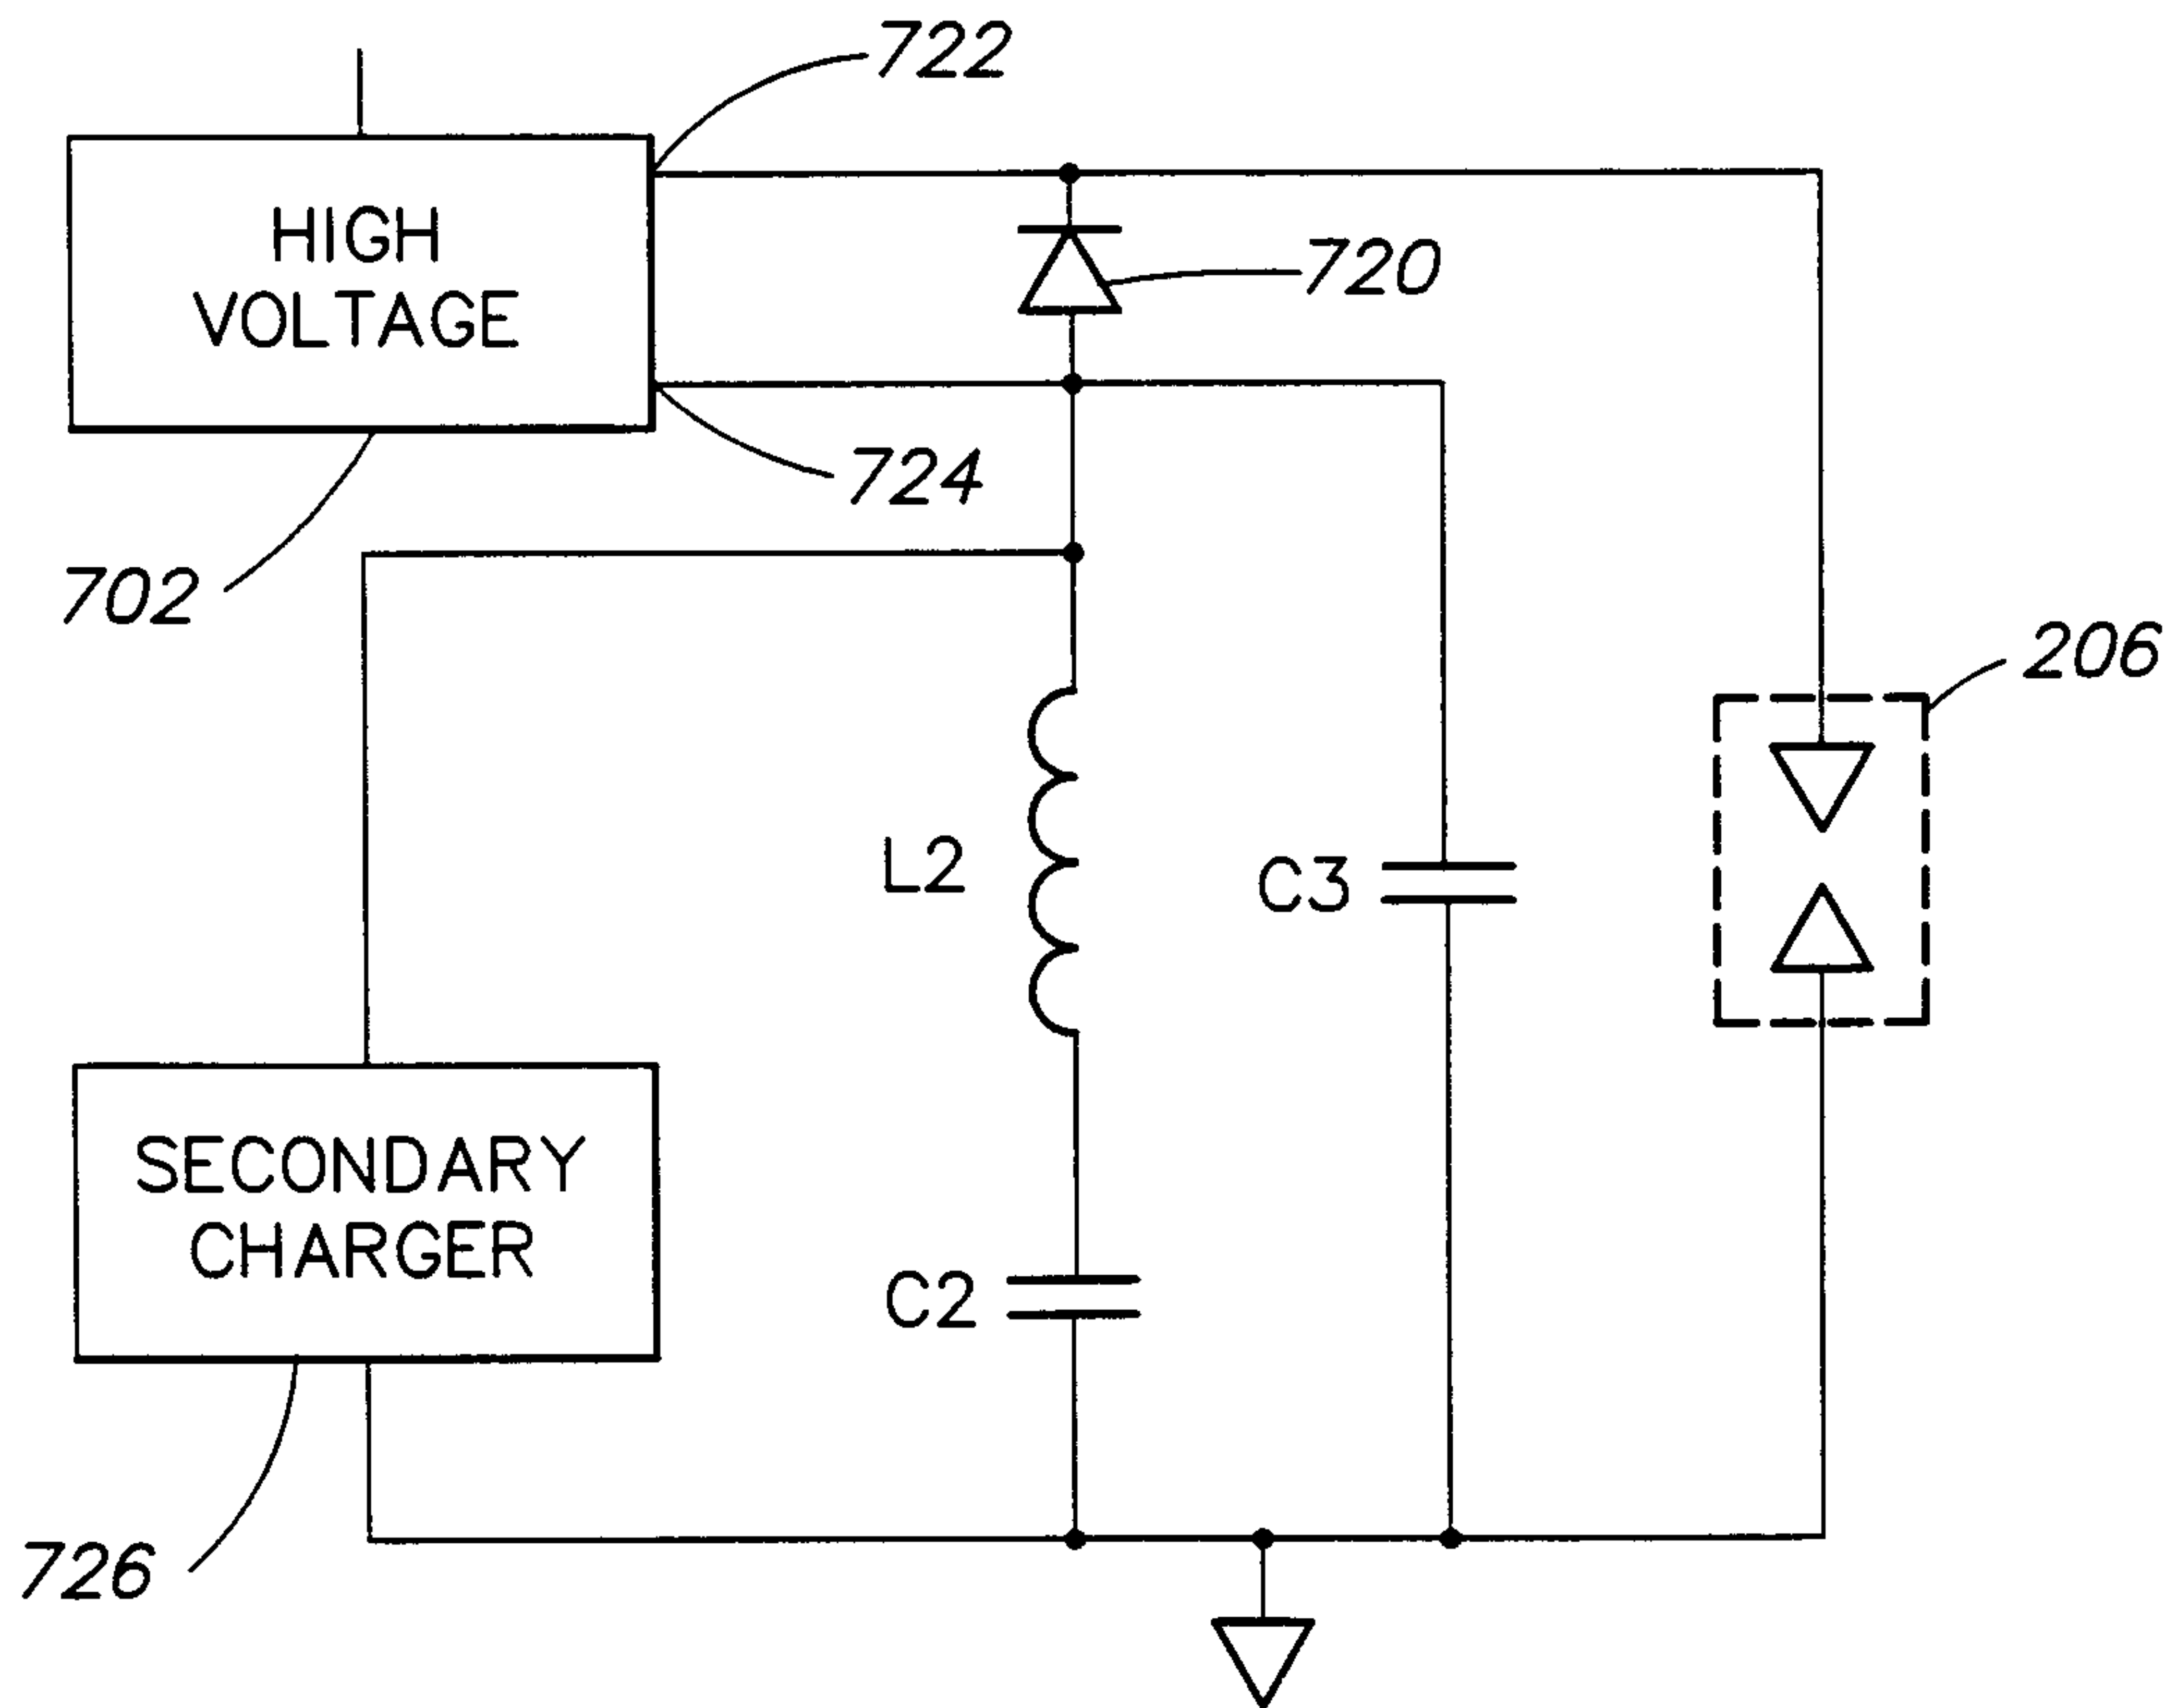 722
HIGH
VOLTAGE
720
724
702
206
L2
C3
SECONDARY
CHARGER
C2
726